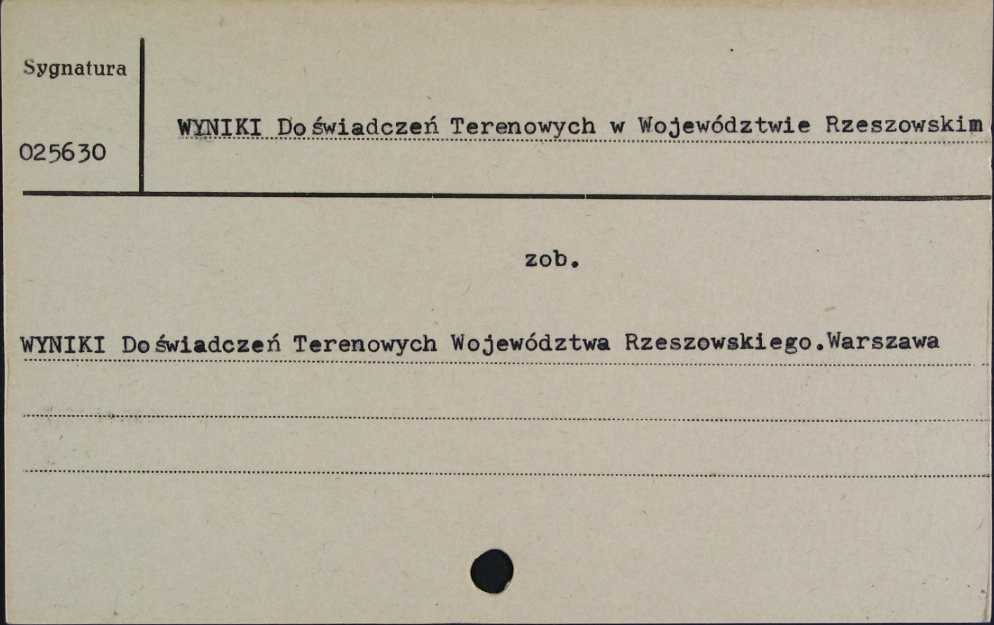 Sygnatura
WYNIKI Doświadczeń Terenowych w Województwie Rzeszowskim
025630
zob.
WYNIKI Doświadczeń Terenowych Województwa Rzeszowskiego.Warszawa